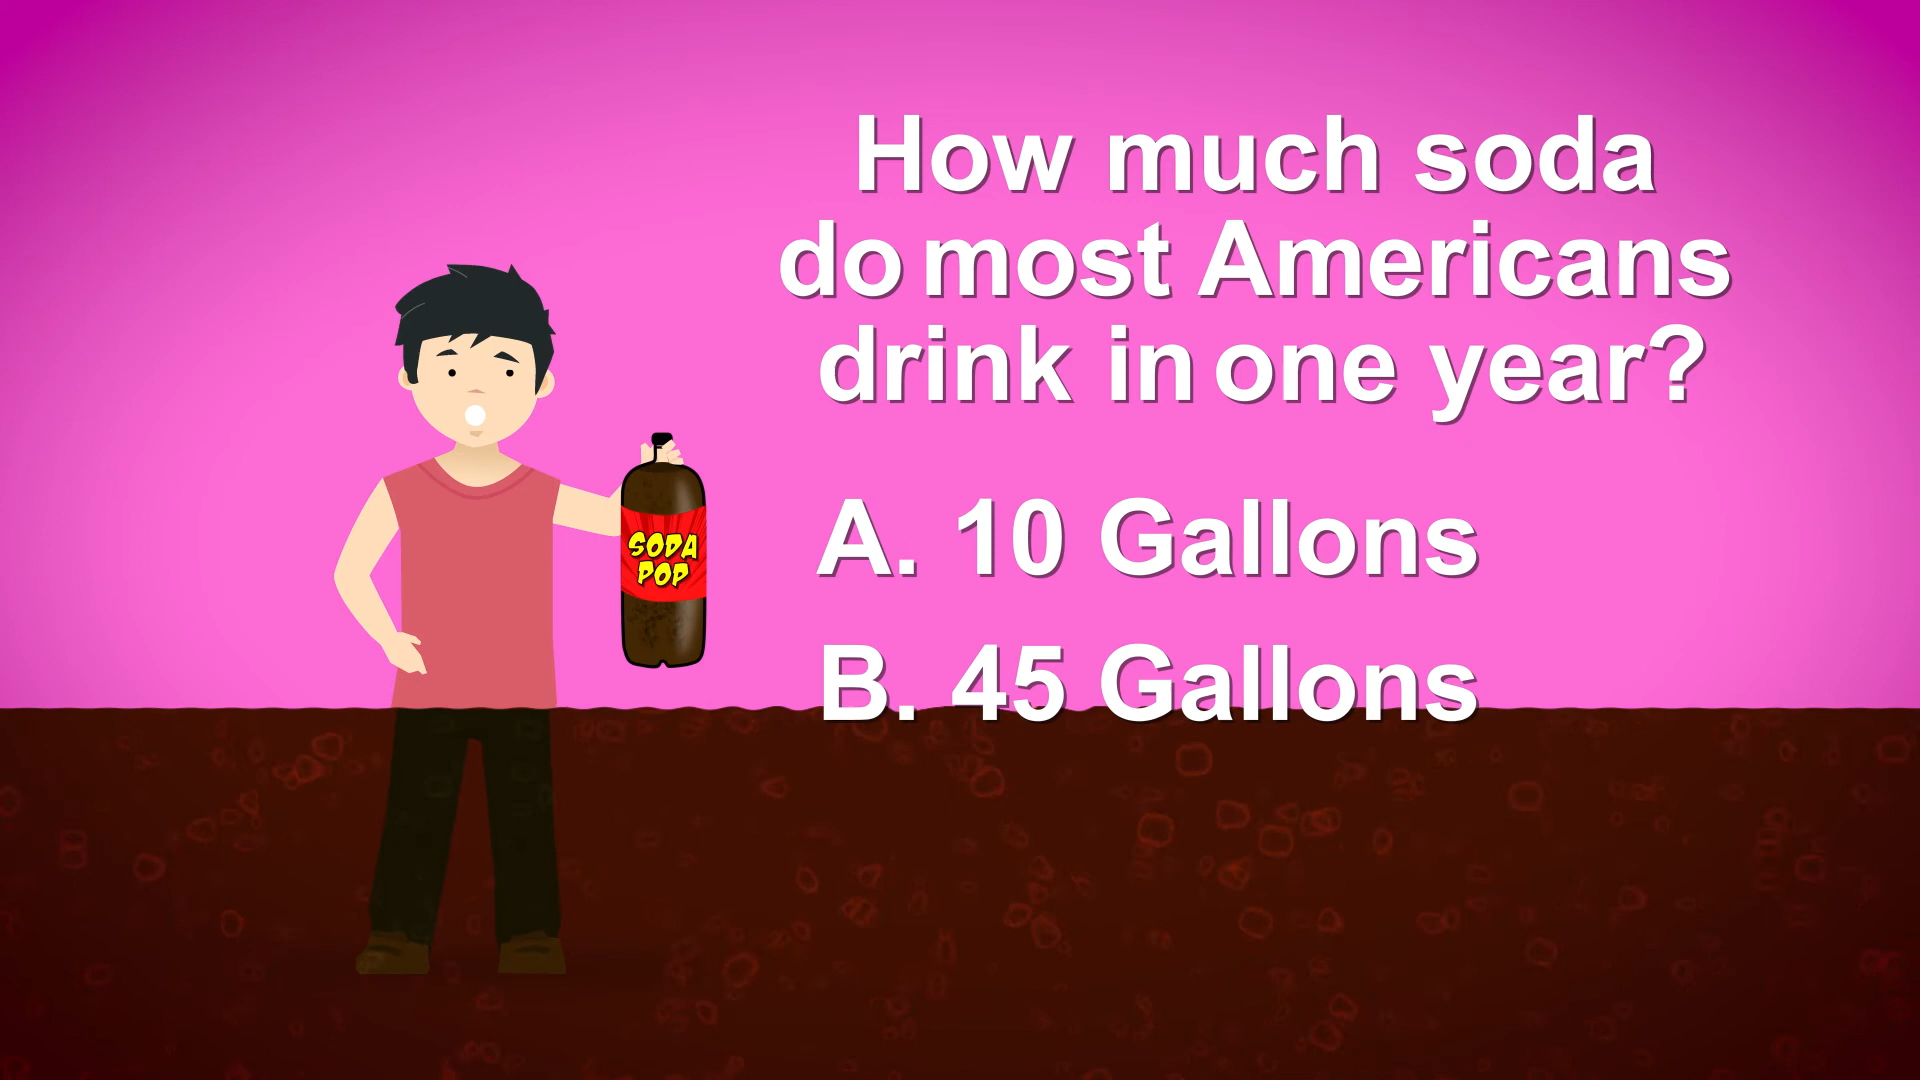 How much soda
do most Americans
drink in one year?
A. 10 Gallons
SODA
POP
B. 45 Gallons